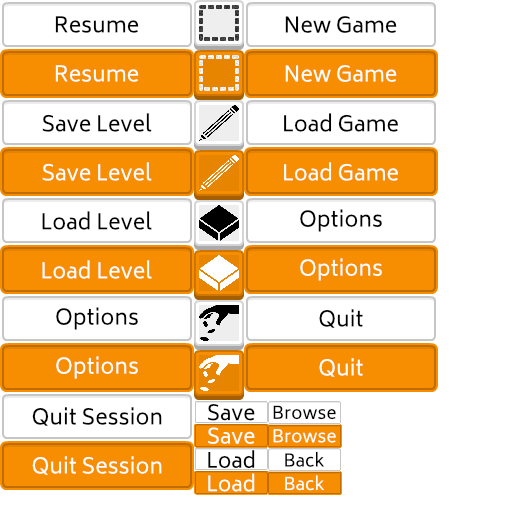 Resume
New Game
Resume
New Game
Save Level
Load Game
Save Level
Load Game
Load Level
Options
Load Level
Options
Options
Quit
Options
Quit
Quit Session
Save
Browse
Save
Browse
Quit Session
Load
Back
Load
Back